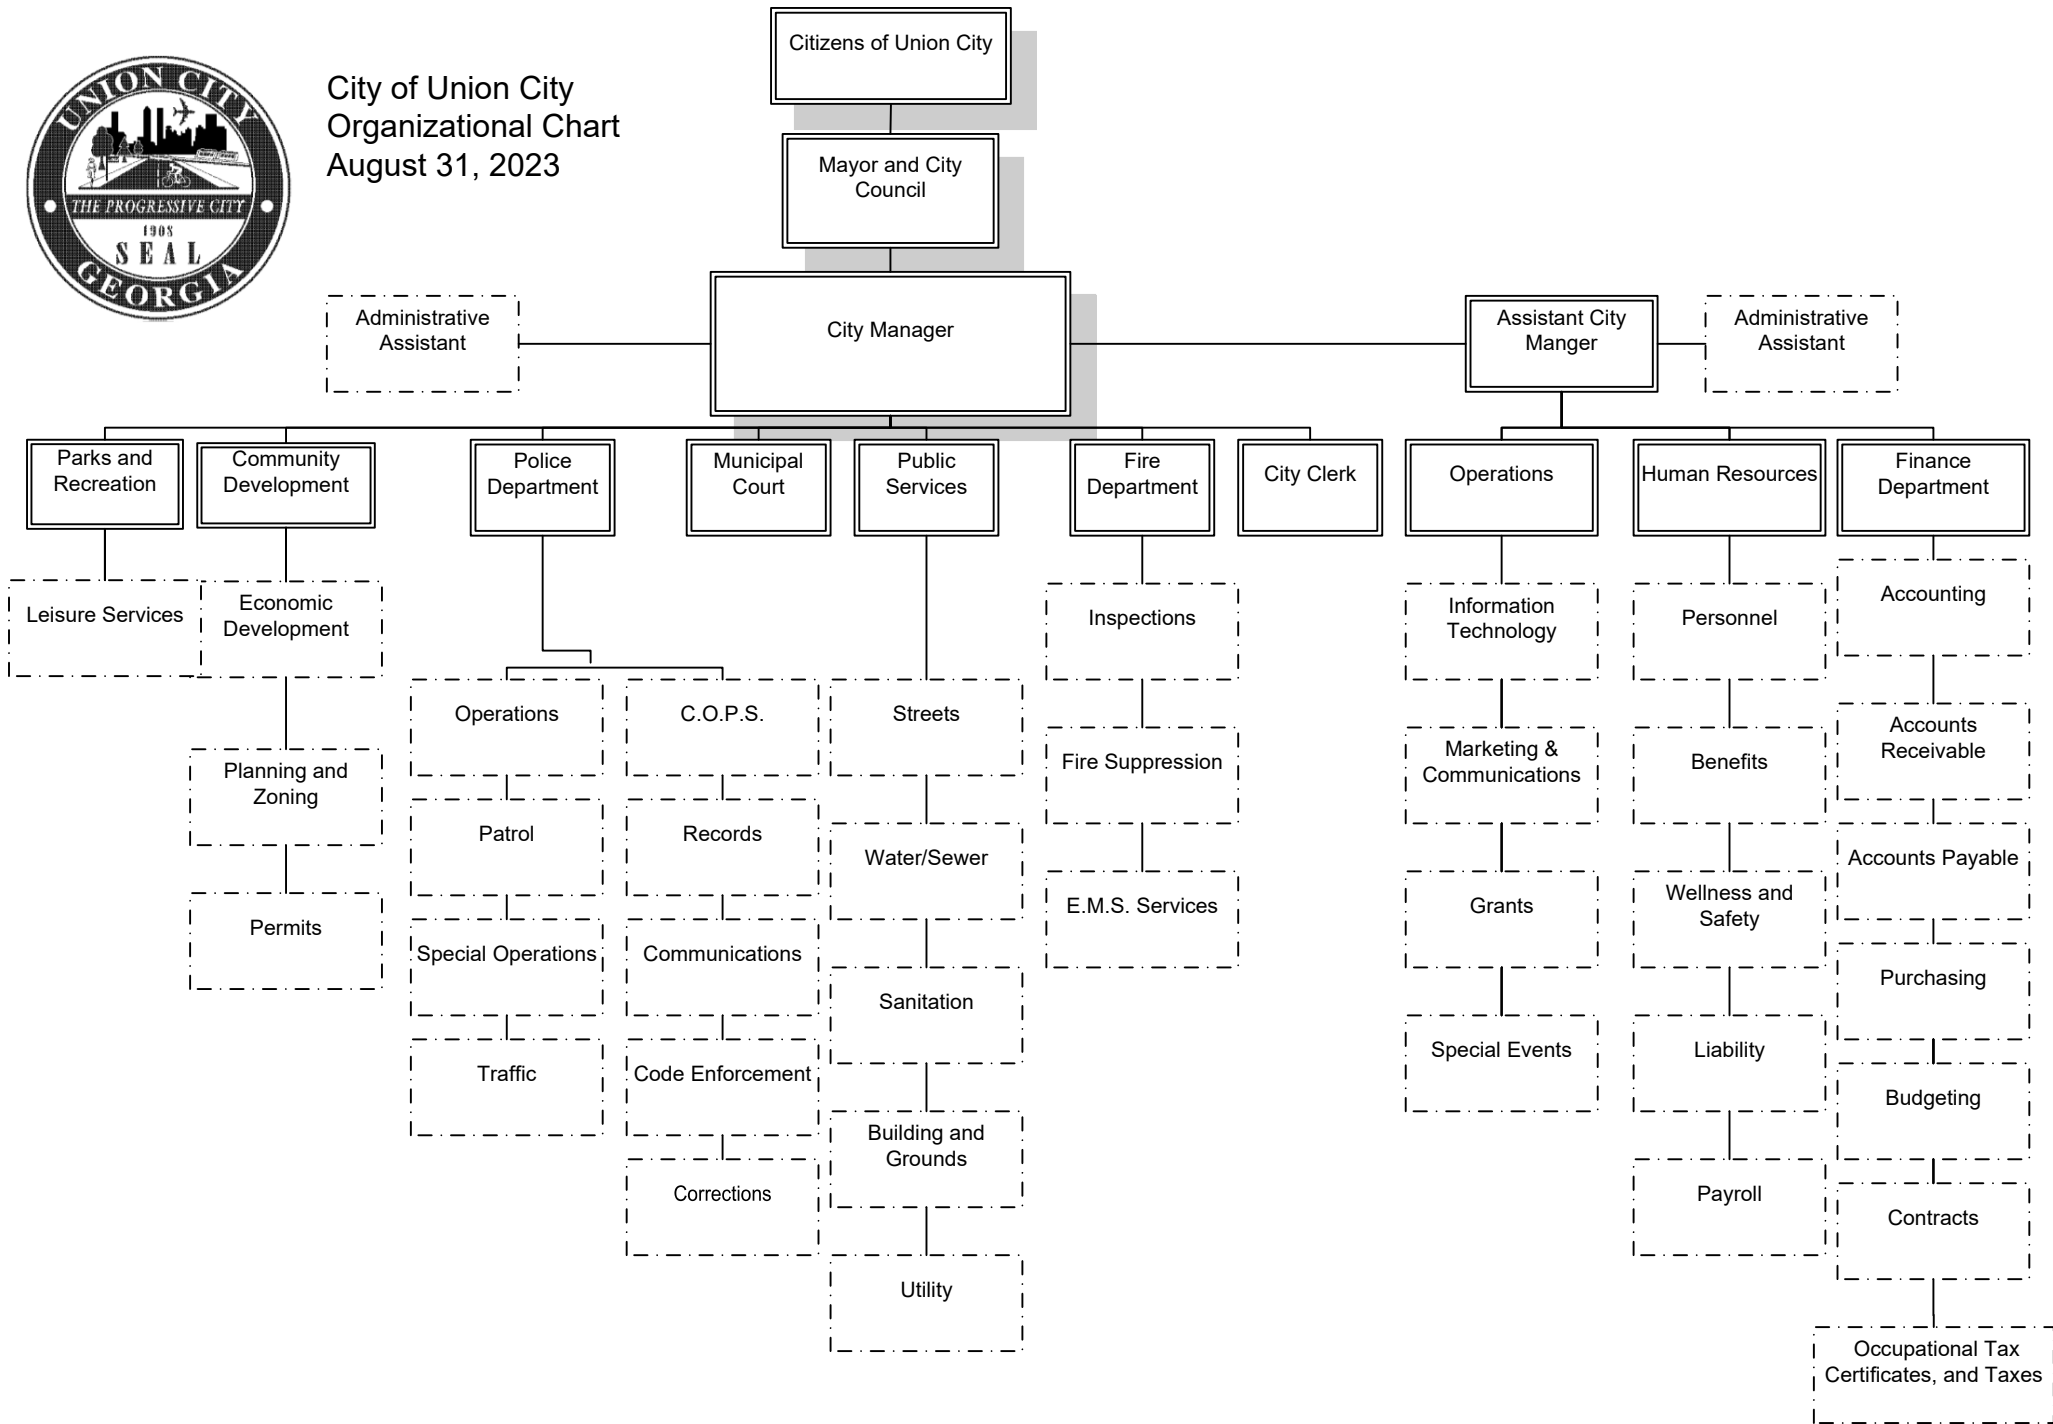 UNION CITY
THE PROGRESSIVE CITY
1908
SEAL
GEORGIA
City of Union City
Organizational Chart
August 31, 2023
Citizens of Union City
Mayor and City
Council
City Manager
Administrative
Assistant
Assistant City
Manger
Administrative
Assistant
Parks and
Recreation
Community
Development
Police
Department
Municipal
Court
Public
Services
Fire
Department
City Clerk
Operations
Human Resources
Finance
Department
Leisure Services
Economic
Development
Planning and
Zoning
Permits
Operations
Patrol
Special Operations
Traffic
C.O.P.S.
Records
Communications
Code Enforcement
Corrections
Streets
Water/Sewer
Sanitation
Building and
Grounds
Utility
Inspections
Fire Suppression
E.M.S. Services
Information
Technology
Marketing &
Communications
Grants
Special Events
Personnel
Benefits
Wellness and
Safety
Liability
Payroll
Accounting
Accounts
Receivable
Accounts Payable
Purchasing
Budgeting
Contracts
Occupational Tax
Certificates, and Taxes